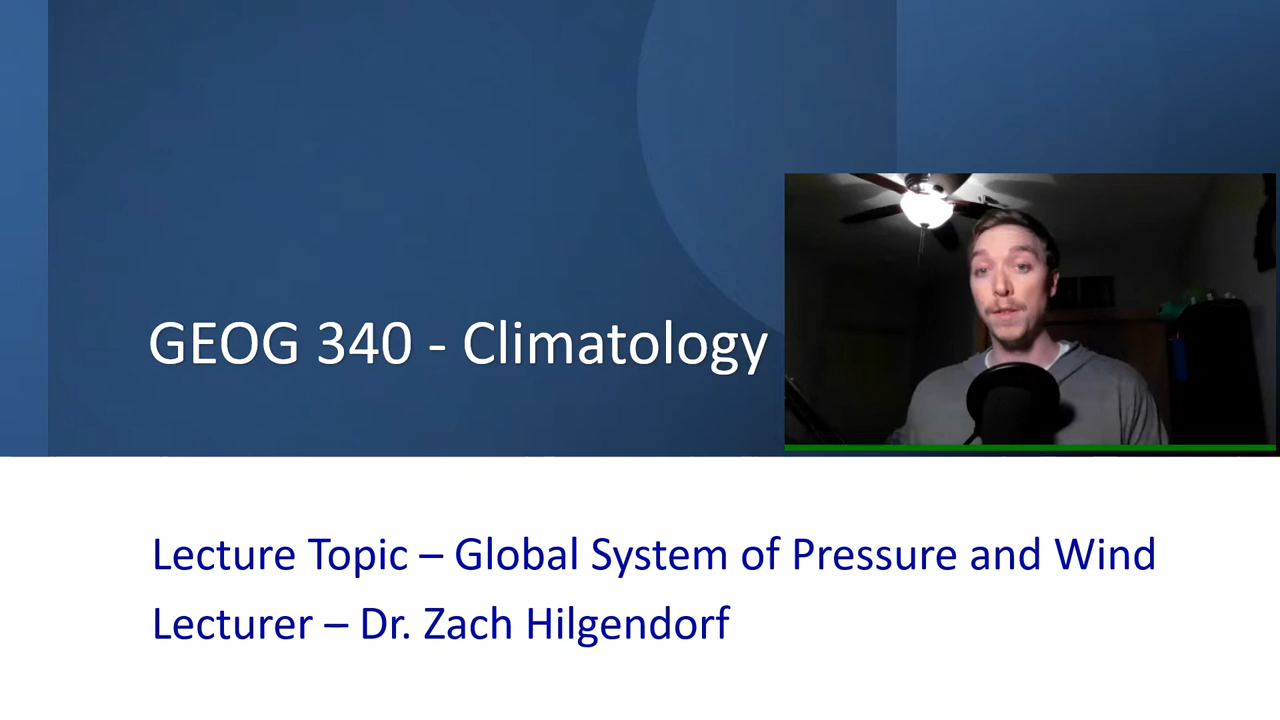 GEOG 340 - Climatology
Lecture Topic – Global System of Pressure and Wind
Lecturer – Dr. Zach Hilgendorf